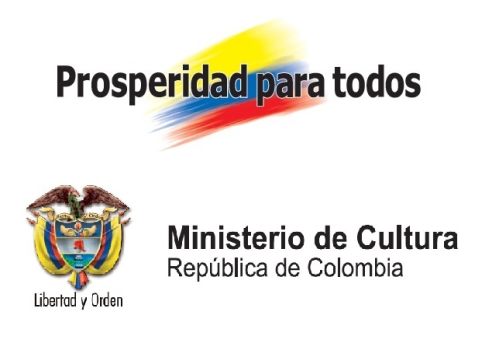 Prosperidad para todos
Ministerio de Cultura
República de Colombia
Libertad y Orden